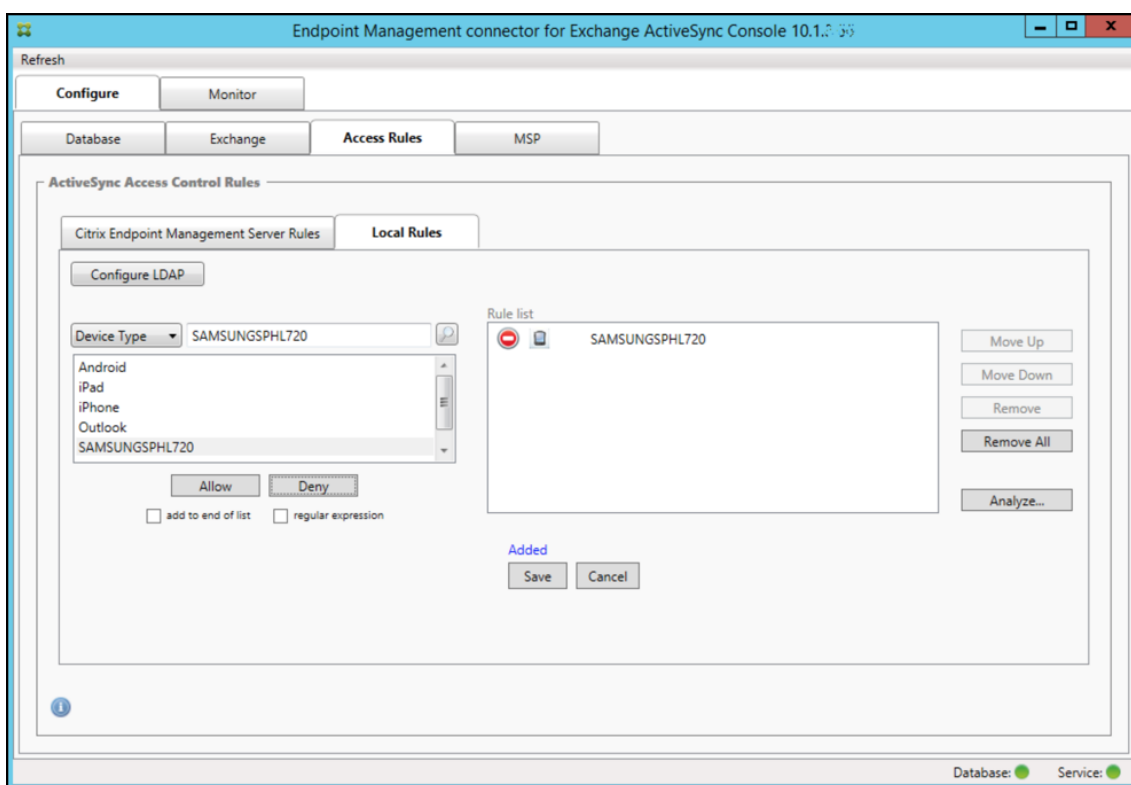 Endpoint Management connector for Exchange ActiveSync Console 10.1.
Refresh
Configure Monitor
Database Exchange Access Rules MSP
ActiveSync Access Control Rules
Citrix Endpoint Management Server Rules Local Rules
Configure LDAP
Rule list
Device Type SAMSUNGSPHL720
SAMSUNGSPHL720
Move Up
Android
iPad
Move Down
iPhone
Remove
Outlook
SAMSUNGSPHL720
Remove All
Allow Deny
Analyze...
add to end of list regular expression
Added
Save Cancel
Database: Service: